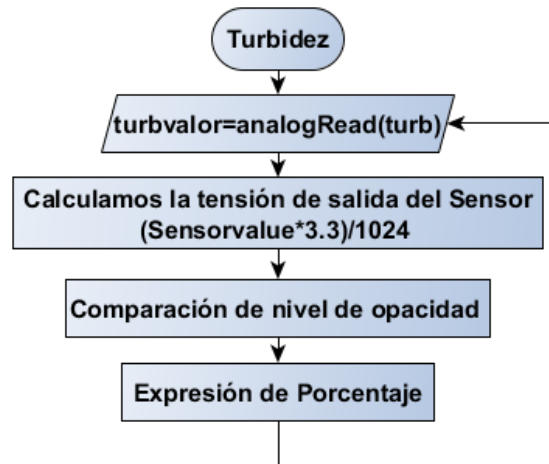 Turbidez
turbvalor=analogRead(turb)
Calculamos la tensión de salida del Sensor
(Sensorvalue*3.3)/1024
Comparación de nivel de opacidad
Expresión de Porcentaje